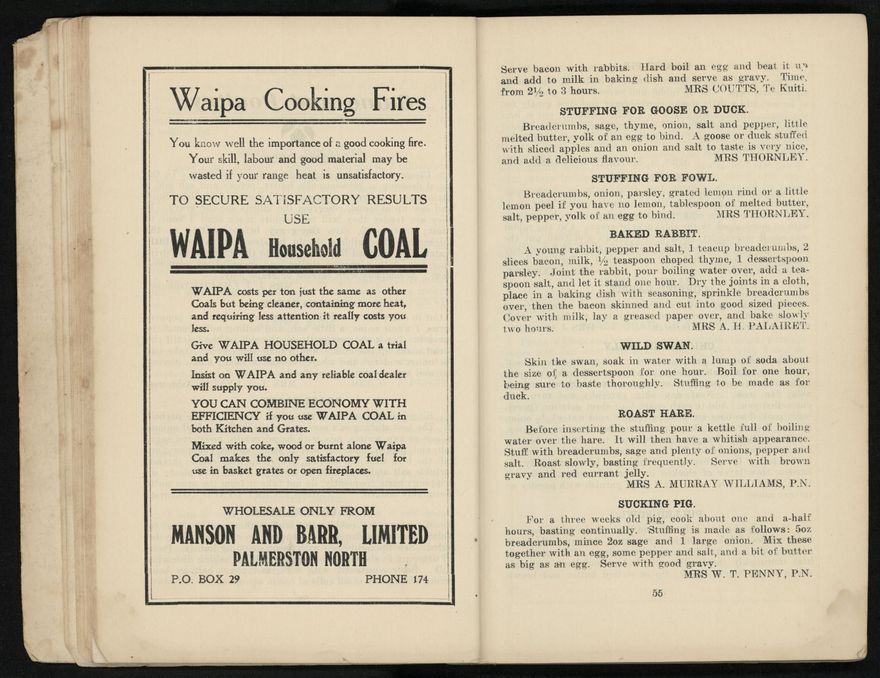 Waipa Cooking Fires
You know well the importance of a good cooking fire.
Your skill, labour and good material may be
wasted if your range heat is unsatisfactory.
TO SECURE SATISFACTORY RESULTS
USE
WAIPA Household COAL
WAIPA costs per ton just the same as other
Coals but being cleaner, containing more heat,
and requiring less attention it really costs you
less.
Give WAIPA HOUSEHOLD COAL a trial
and you will use no other.
Insist on WAIPA and any reliable coal dealer
will supply you.
YOU CAN COMBINE ECONOMY WITH
EFFICIENCY if you use WAIPA COAL in
both Kitchen and Grates.
Mixed with coke, wood or burnt alone Waipa
Coal makes the only satisfactory fuel for
use in basket grates or open fireplaces.
WHOLESALE ONLY FROM
MANSON AND BARR, LIMITED
PALMERSTON NORTH
P.O. BOX 29 PHONE 174
Serve bacon with rabbits. Hard boil an egg and beat it up
and add to milk in baking dish and serve as gravy. Time,
from 2½ to 3 hours. MRS COUTTS, Te Kuiti.
STUFFING FOR GOOSE OR DUCK.
Breadcrumbs, sage, thyme, onion, salt and pepper, little
melted butter, yolk of an egg to bind. A goose or duck stuffed
with sliced apples and an onion and salt to taste is very nice,
and add a delicious flavour. MRS THORNLEY.
STUFFING FOR FOWL.
Breadcrumbs, onion, parsley, grated lemon rind or a little
lemon peel if you have no lemon, tablespoon of melted butter,
salt, pepper, yolk of an egg to bind. MRS THORNLEY.
BAKED RABBIT.
A young rabbit, pepper and salt, 1 teacup breadcrumbs, 2
slices bacon, milk, ½ teaspoon choped thyme, 1 dessertspoon
parsley. Joint the rabbit, pour boiling water over, add a tea-
spoon salt, and let it stand one hour. Dry the joints in a cloth,
place in a baking dish with seasoning, sprinkle breadcrumbs
over, then the bacon skinned and cut into good sized pieces.
Cover with milk, lay a greased paper over, and bake slowly
two hours. MRS A. H. PALAIRET.
WILD SWAN.
Skin the swan, soak in water with a lump of soda about
the size of a dessertspoon for one hour. Boil for one hour,
being sure to baste thoroughly. Stuffing to be made as for
duck.
ROAST HARE.
Before inserting the stuffing pour a kettle full of boiling
water over the hare. It will then have a whitish appearance.
Stuff with breadcrumbs, sage and plenty of onions, pepper and
salt. Roast slowly, basting frequently. Serve with brown
gravy and red currant jelly.
MRS A. MURRAY WILLIAMS, P.N.
SUCKING PIG.
For a three weeks old pig, cook about one and a-half
hours, basting continually. Stuffing is made as follows: 5oz
breadcrumbs, mince 2oz sage and 1 large onion. Mix these
together with an egg, some pepper and salt, and a bit of butter
as big as an egg. Serve with good gravy.
MRS W. T. PENNY, P.N.
55